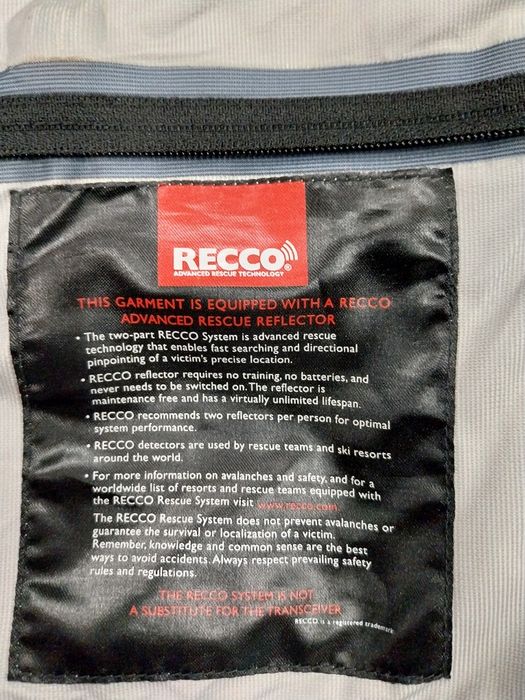 RECCO®
ADVANCED RESCUE TECHNOLOGY
THIS GARMENT IS EQUIPPED WITH A RECCO
ADVANCED RESCUE REFLECTOR
• The two-part RECCO System is advanced rescue
technology that enables fast searching and directional
pinpointing of a victim's precise location.
• RECCO reflector requires no training, no batteries, and
never needs to be switched on. The reflector is
maintenance free and has a virtually unlimited lifespan.
• RECCO recommends two reflectors per person for optimal
system performance.
• RECCO detectors are used by rescue teams and ski resorts
around the world.
• For more information on avalanches and safety, and for a
worldwide list of resorts and rescue teams equipped with
the RECCO Rescue System visit www.recco.com.
The RECCO Rescue System does not prevent avalanches or
guarantee the survival or localization of a victim.
Remember, knowledge and common sense are the best
ways to avoid accidents. Always respect prevailing safety
rules and regulations.
THE RECCO SYSTEM IS NOT
A SUBSTITUTE FOR THE TRANSCEIVER
RECCO is a registered trademark